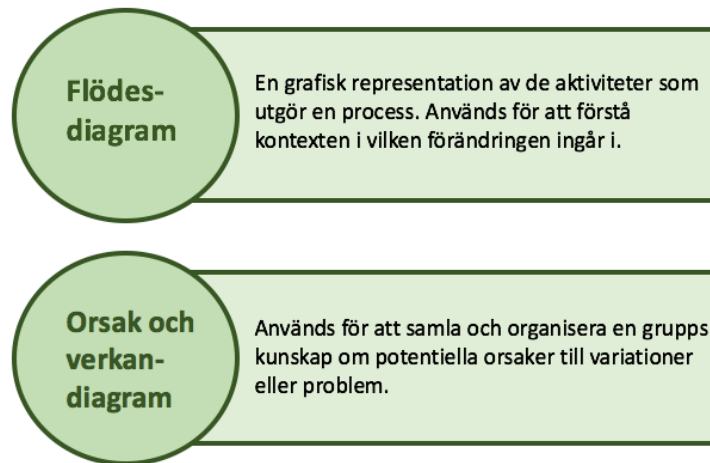 Flödes-
diagram
En grafisk representation av de aktiviteter som
utgör en process. Används för att förstå
kontexten i vilken förändringen ingår i.
Orsak och
verkan-
diagram
Används för att samla och organisera en grupps
kunskap om potentiella orsaker till variationer
eller problem.